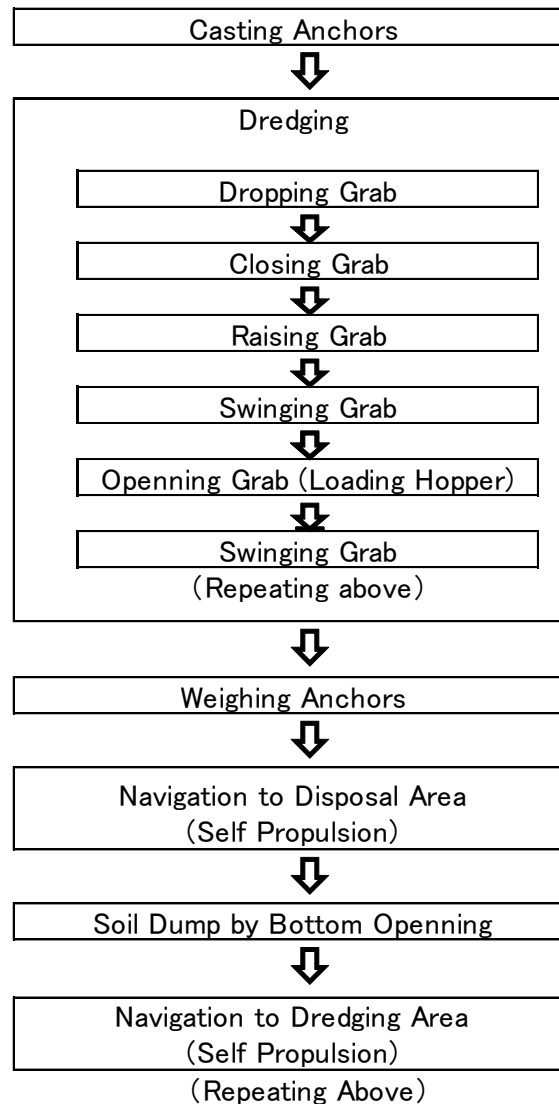 Casting Anchors
Dredging
Dropping Grab
Closing Grab
Raising Grab
Swinging Grab
Openning Grab (Loading Hopper)
Swinging Grab
(Repeating above)
Weighing Anchors
Navigation to Disposal Area
(Self Propulsion)
Soil Dump by Bottom Openning
Navigation to Dredging Area
(Self Propulsion)
(Repeating Above)